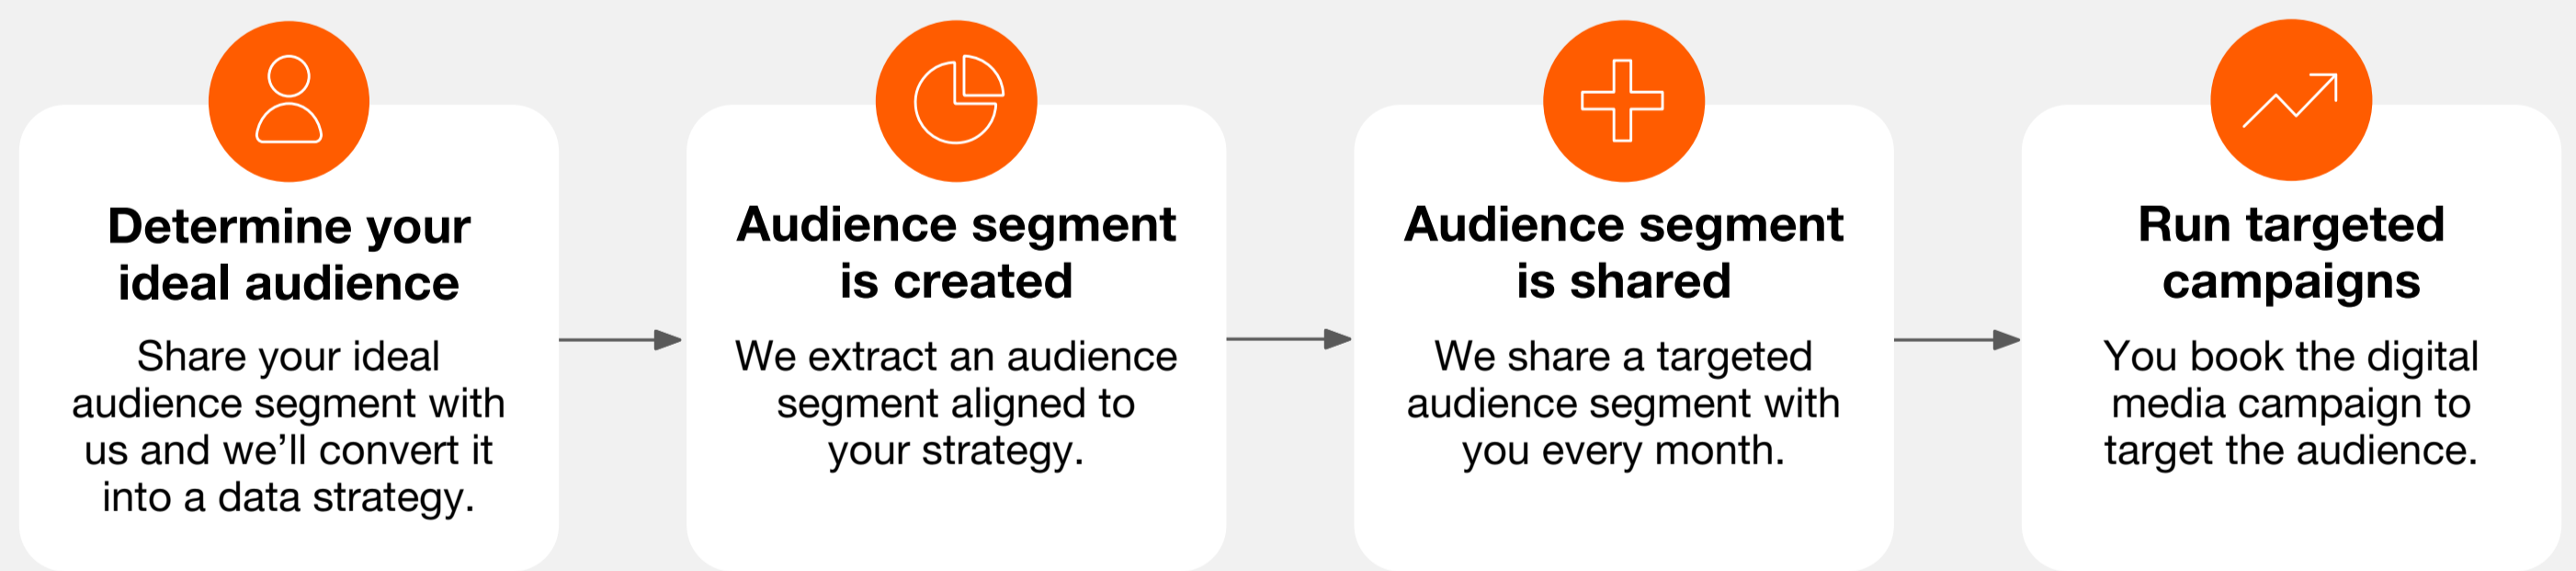 Determine your
ideal audience
Share your ideal
audience segment with
us and we’ll convert it
into a data strategy.
Audience segment
is created
We extract an audience
segment aligned to
your strategy.
Audience segment
is shared
We share a targeted
audience segment with
you every month.
Run targeted
campaigns
You book the digital
media campaign to
target the audience.